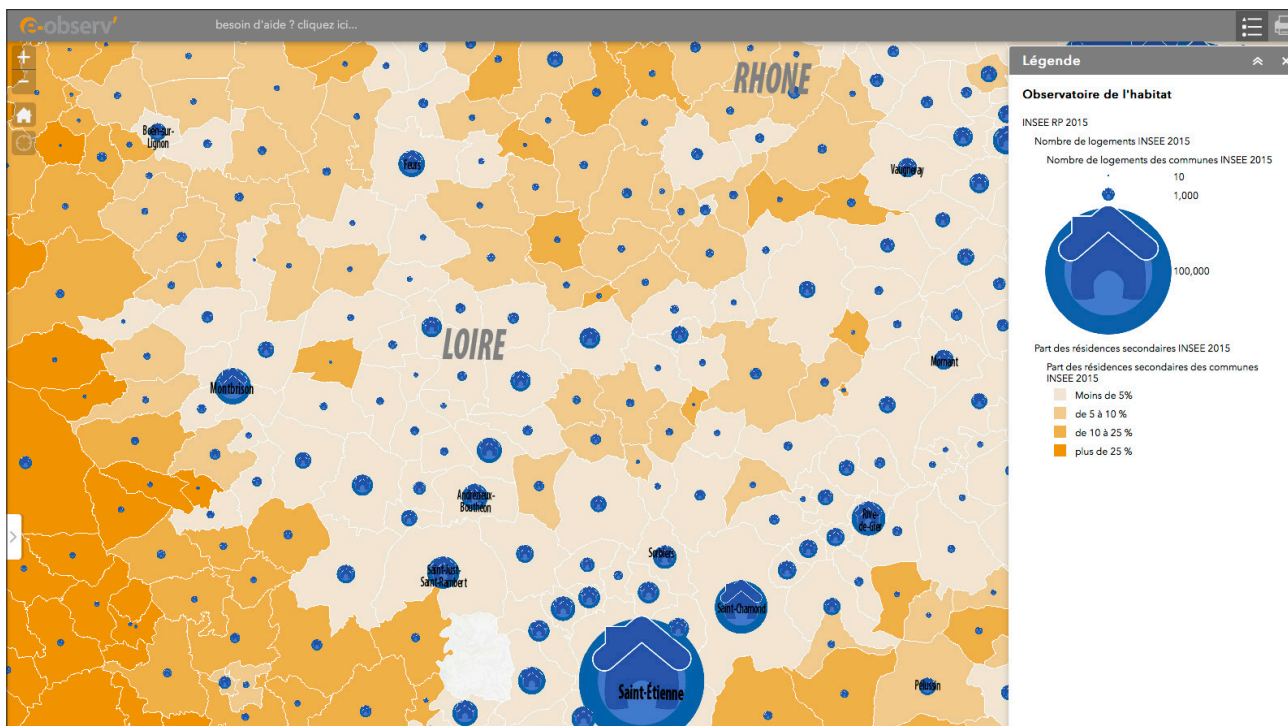 e-observ'
besoin d'aide ? cliquez ici...
RHONE
Boën-sur-
Lignon
Feurs
Vaugneray
LOIRE
Mornant
Montbrison
Andrézieux-
Bouthéon
Rive-
de-Gier
Sorbiers
Saint-Just-
Saint-Rambert
Saint-Chamond
Saint-Étienne
Pélussin
Légende
Observatoire de l'habitat
INSEE RP 2015
Nombre de logements INSEE 2015
Nombre de logements des communes INSEE 2015
10
1,000
100,000
Part des résidences secondaires INSEE 2015
Part des résidences secondaires des communes
INSEE 2015
Moins de 5%
de 5 à 10 %
de 10 à 25 %
plus de 25 %